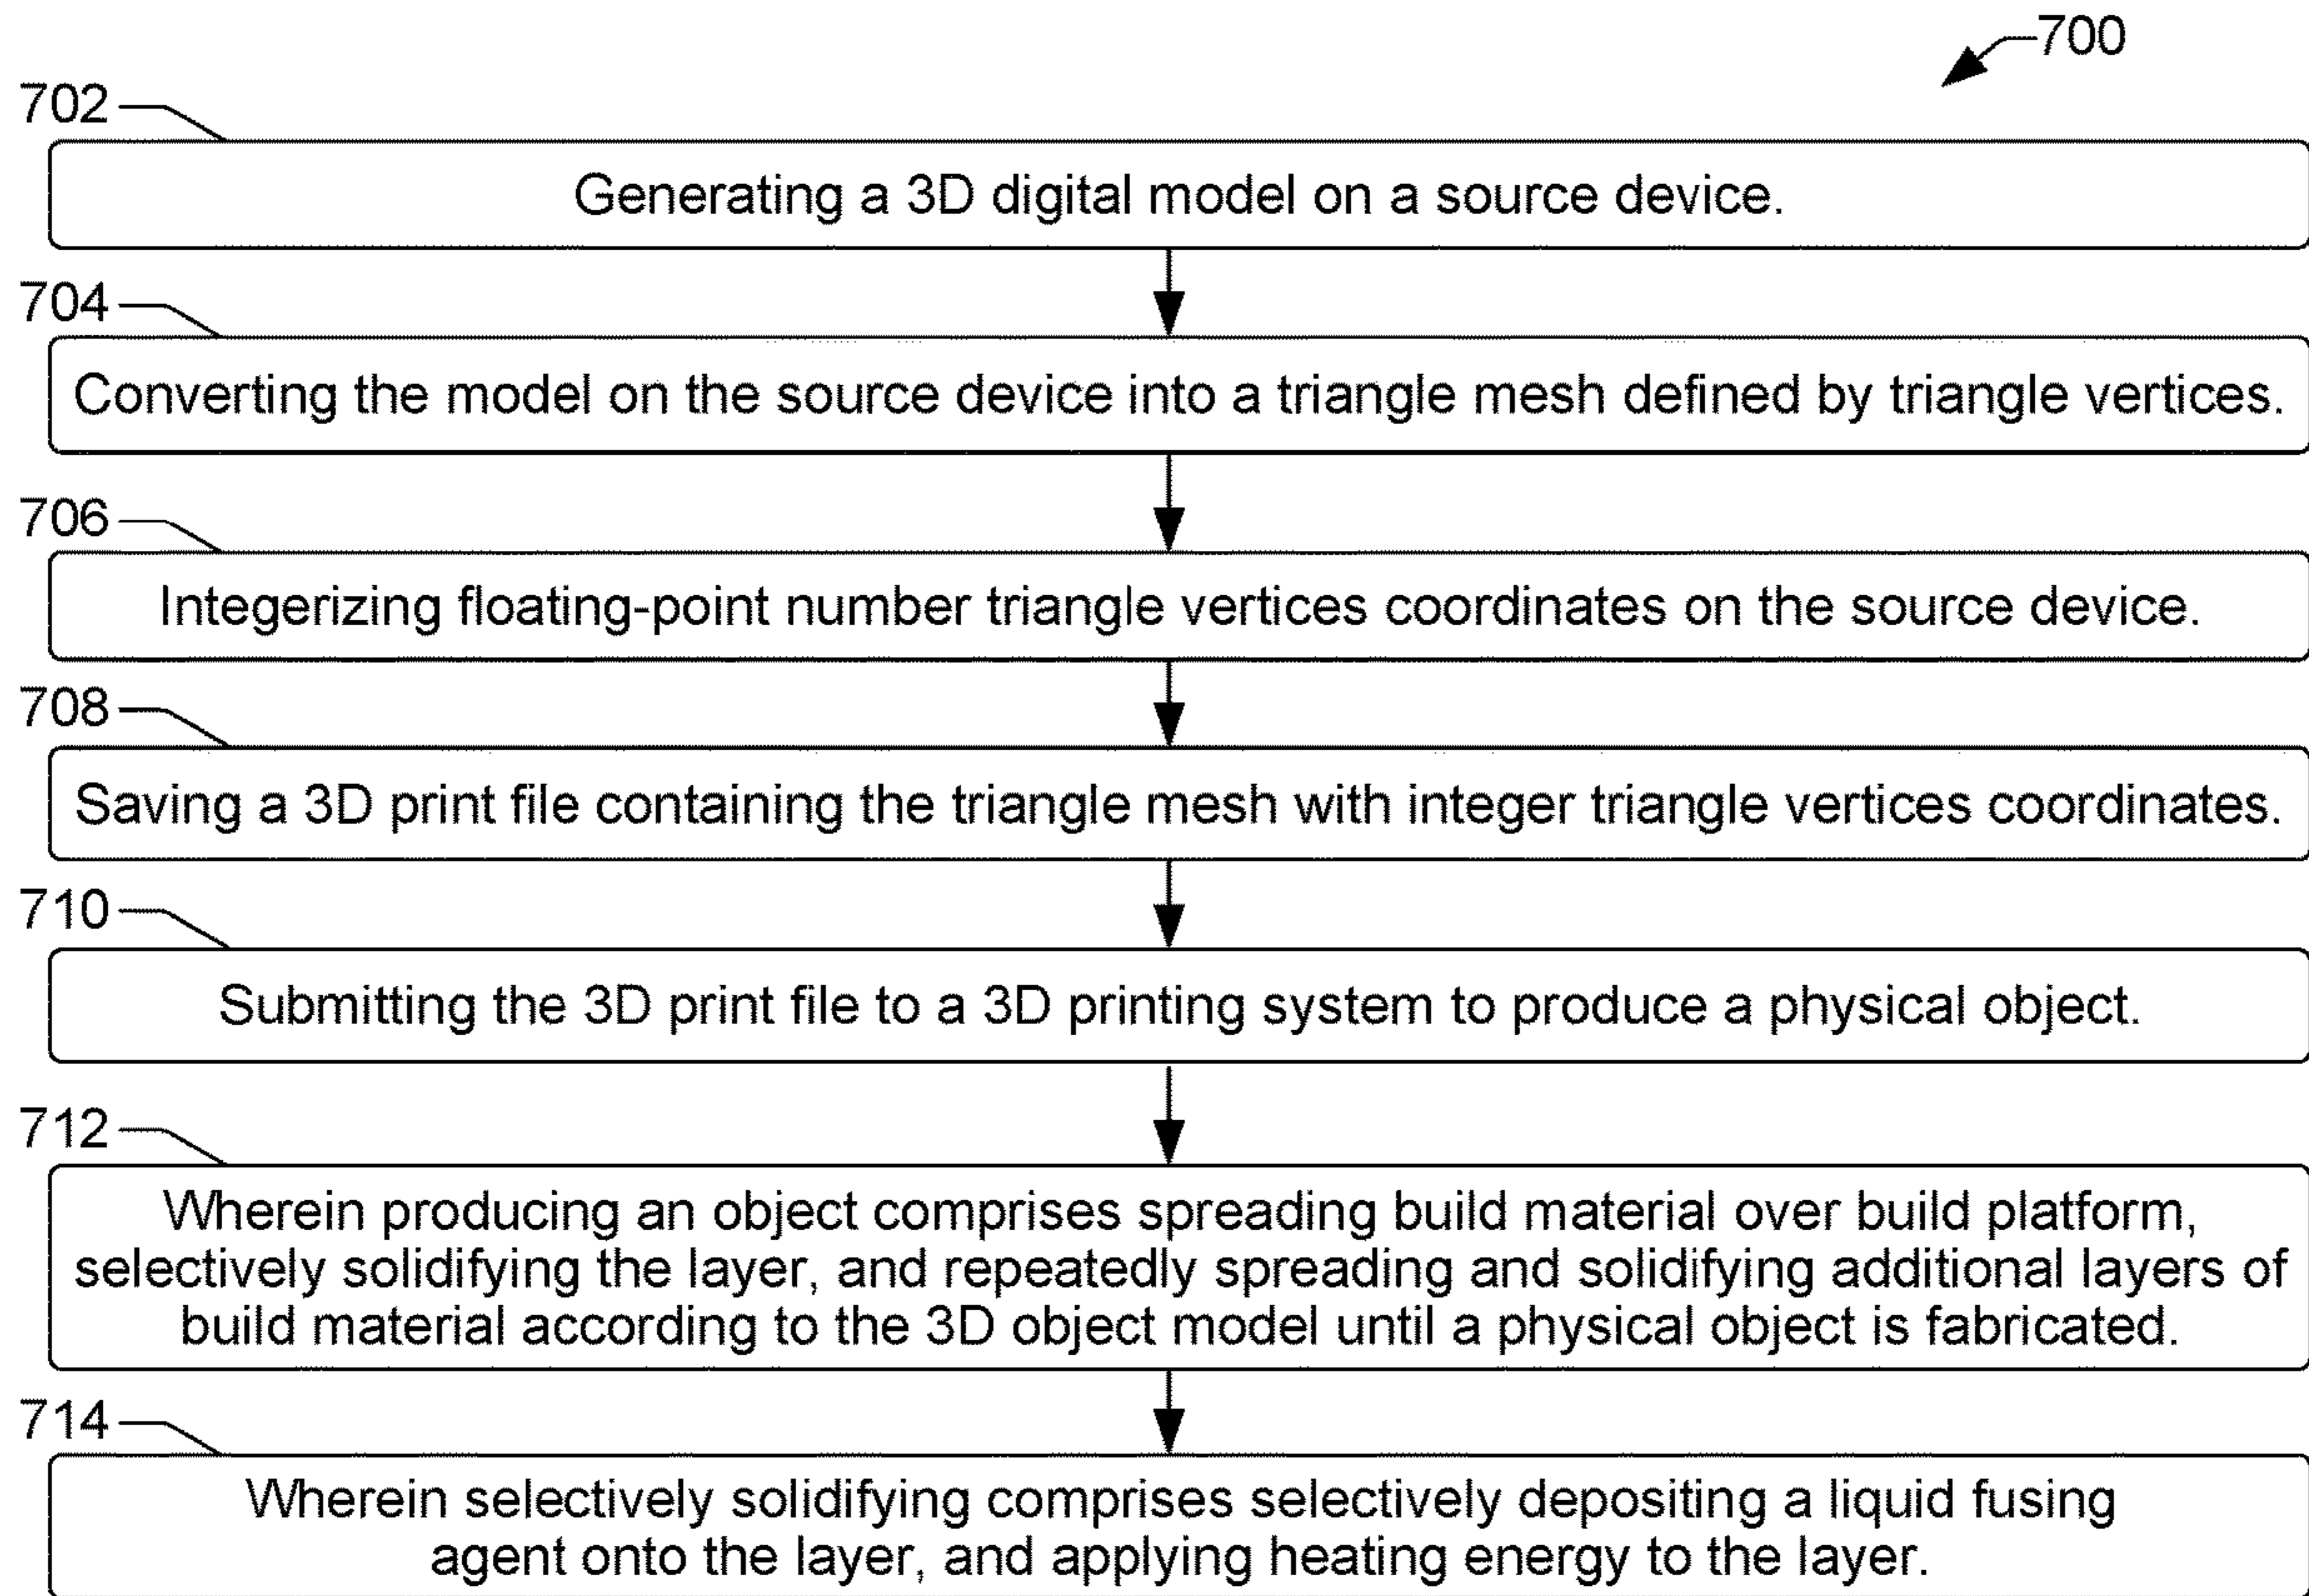 700
702
Generating a 3D digital model on a source device.
704
Converting the model on the source device into a triangle mesh defined by triangle vertices.
706
Integerizing floating-point number triangle vertices coordinates on the source device.
708
Saving a 3D print file containing the triangle mesh with integer triangle vertices coordinates.
710
Submitting the 3D print file to a 3D printing system to produce a physical object.
712
Wherein producing an object comprises spreading build material over build platform,
selectively solidifying the layer, and repeatedly spreading and solidifying additional layers of
build material according to the 3D object model until a physical object is fabricated.
714
Wherein selectively solidifying comprises selectively depositing a liquid fusing
agent onto the layer, and applying heating energy to the layer.